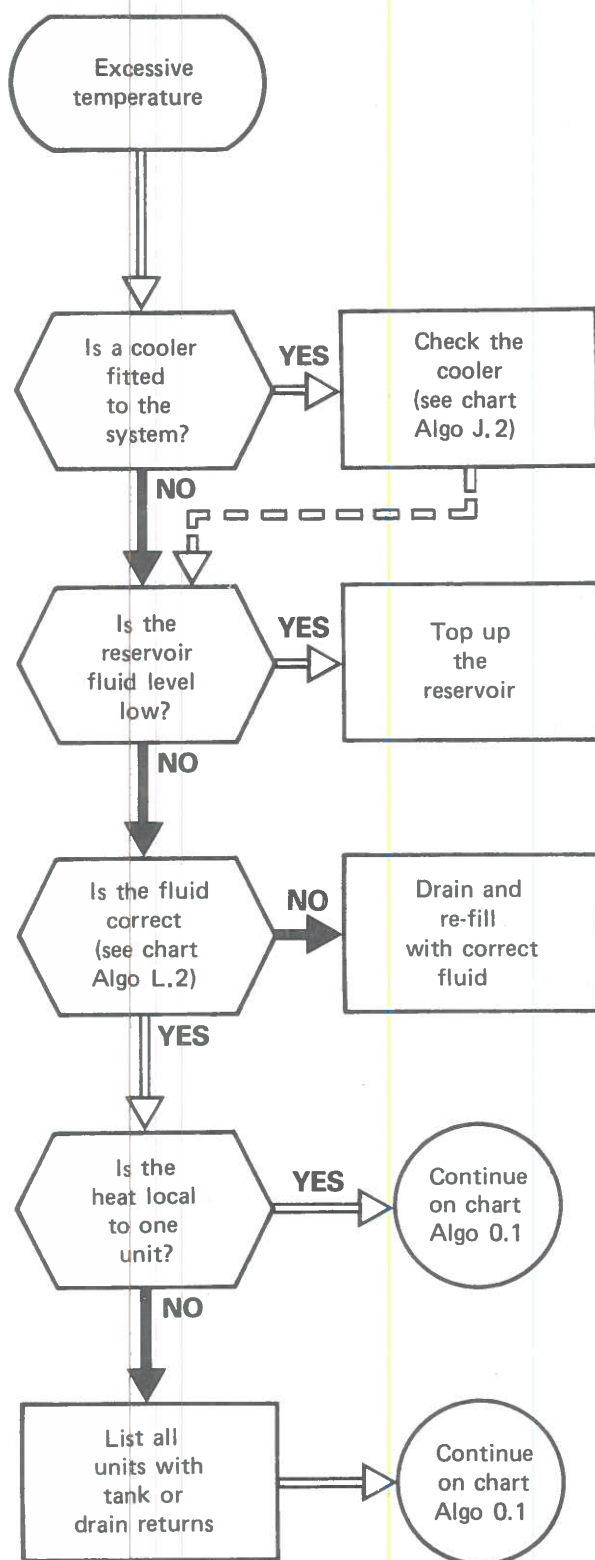 Excessive
temperature
Is a cooler
fitted
to the
system?
YES
Check the
cooler
(see chart
Algo J.2)
NO
Is the
reservoir
fluid level
low?
YES
Top up
the
reservoir
NO
Is the fluid
correct
(see chart
Algo L.2)
NO
Drain and
re-fill
with correct
fluid
YES
Is the
heat local
to one
unit?
YES
Continue
on chart
Algo 0.1
NO
List all
units with
tank or
drain returns
Continue
on chart
Algo 0.1